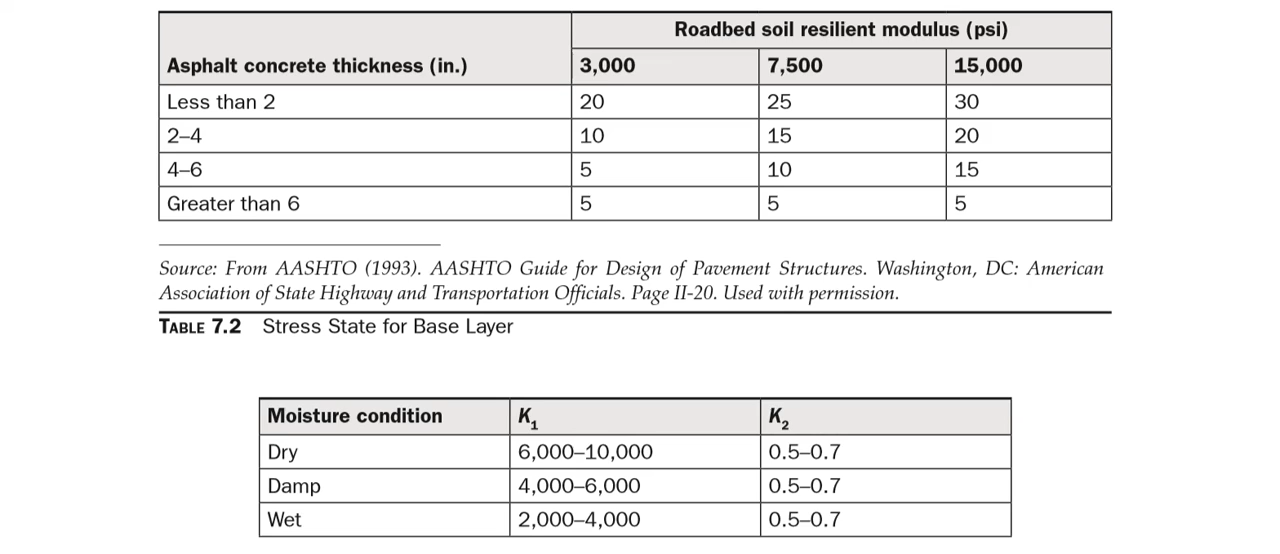 Roadbed soil resilient modulus (psi)
Asphalt concrete thickness (in.) 3,000 7,500 15,000
Less than 2 20 25 30
2–4 10 15 20
4–6 5 10 15
Greater than 6 5 5 5
Source: From AASHTO (1993). AASHTO Guide for Design of Pavement Structures. Washington, DC: American
Association of State Highway and Transportation Officials. Page II-20. Used with permission.
TABLE 7.2 Stress State for Base Layer
Moisture condition K1 K2
Dry 6,000–10,000 0.5–0.7
Damp 4,000–6,000 0.5–0.7
Wet 2,000–4,000 0.5–0.7